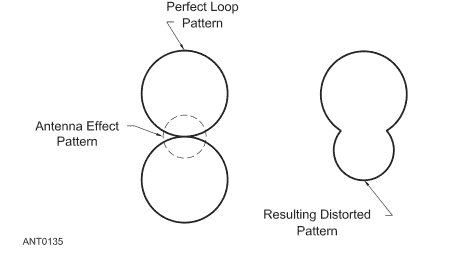 Perfect Loop
Pattern
Antenna Effect
Pattern
Resulting Distorted
Pattern
ANT0135